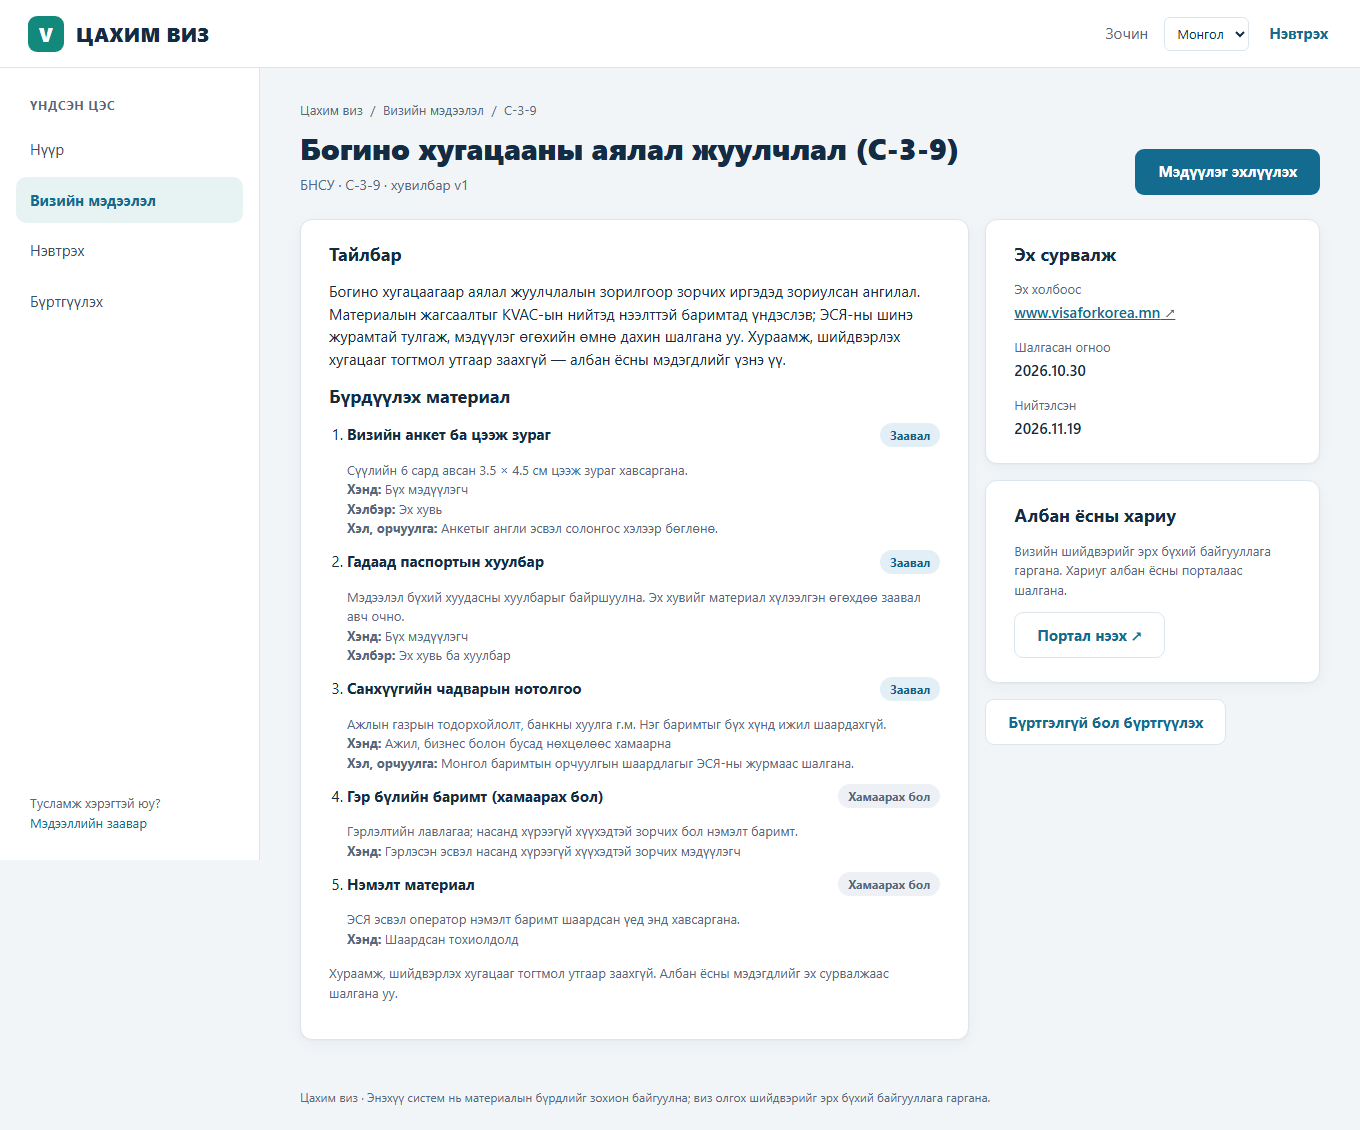 V ЦАХИМ ВИЗ
Зочин
Монгол
Нэвтрэх
ҮНДСЭН ЦЭС
Нүүр
Визийн мэдээлэл
Нэвтрэх
Бүртгүүлэх
Тусламж хэрэгтэй юу?
Мэдээллийн заавар
Цахим виз / Визийн мэдээлэл / C-3-9
Богино хугацааны аялал жуулчлал (C-3-9)
БНСУ · C-3-9 · хувилбар v1
Мэдүүлэг эхлүүлэх
Тайлбар
Богино хугацаагаар аялал жуулчлалын зорилгоор зорчих иргэдэд зориулсан ангилал.
Материалын жагсаалтыг KVAC-ын нийтэд нээлттэй баримтад үндэслэв; ЭСЯ-ны шинэ
журамтай тулгаж, мэдүүлэг өгөхийн өмнө дахин шалгана уу. Хураамж, шийдвэрлэх
хугацааг тогтмол утгаар заахгүй — албан ёсны мэдэгдлийг үзнэ үү.
Бүрдүүлэх материал
1. Визийн анкет ба цээж зураг
Заавал
Сүүлийн 6 сард авсан 3.5 × 4.5 см цээж зураг хавсаргана.
Хэнд: Бүх мэдүүлэгч
Хэлбэр: Эх хувь
Хэл, орчуулга: Анкетыг англи эсвэл солонгос хэлээр бөглөнө.
2. Гадаад паспортын хуулбар
Заавал
Мэдээлэл бүхий хуудасны хуулбарыг байршуулна. Эх хувийг материал хүлээлгэн өгөхдөө заавал
авч очно.
Хэнд: Бүх мэдүүлэгч
Хэлбэр: Эх хувь ба хуулбар
3. Санхүүгийн чадварын нотолгоо
Заавал
Ажлын газрын тодорхойлолт, банкны хуулга г.м. Нэг баримтыг бүх хүнд ижил шаардахгүй.
Хэнд: Ажил, бизнес болон бусад нөхцөлөөс хамаарна
Хэл, орчуулга: Монгол баримтын орчуулгын шаардлагыг ЭСЯ-ны журмаас шалгана.
4. Гэр бүлийн баримт (хамаарах бол)
Хамаарах бол
Гэрлэлтийн лавлагаа; насанд хүрээгүй хүүхэдтэй зорчих бол нэмэлт баримт.
Хэнд: Гэрлэсэн эсвэл насанд хүрээгүй хүүхэдтэй зорчих мэдүүлэгч
5. Нэмэлт материал
Хамаарах бол
ЭСЯ эсвэл оператор нэмэлт баримт шаардсан үед энд хавсаргана.
Хэнд: Шаардсан тохиолдолд
Хураамж, шийдвэрлэх хугацааг тогтмол утгаар заахгүй. Албан ёсны мэдэгдлийг эх сурвалжаас
шалгана уу.
Эх сурвалж
Эх холбоос
www.visaforkorea.mn ↗
Шалгасан огноо
2026.10.30
Нийтэлсэн
2026.11.19
Албан ёсны хариу
Визийн шийдвэрийг эрх бүхий байгууллага
гаргана. Хариуг албан ёсны порталаас
шалгана.
Портал нээх ↗
Бүртгэлгүй бол бүртгүүлэх
Цахим виз · Энэхүү систем нь материалын бүрдлийг зохион байгуулна; виз олгох шийдвэрийг эрх бүхий байгууллага гаргана.